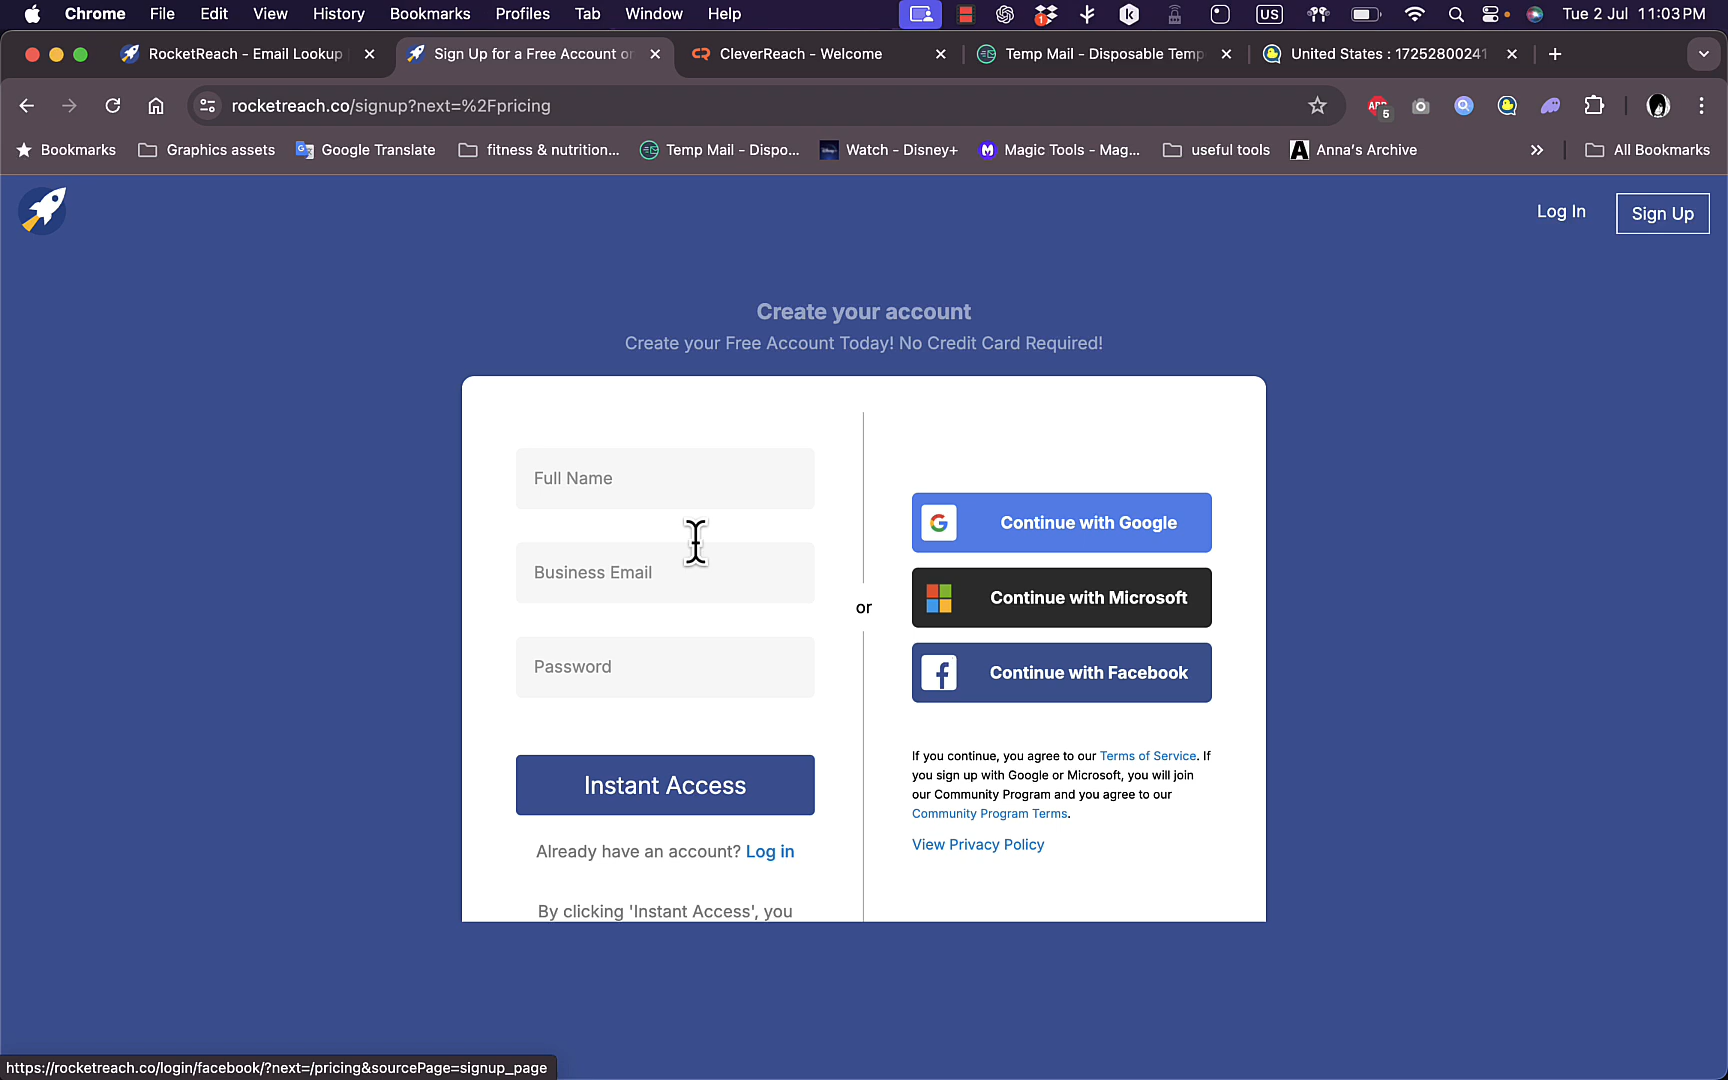 Chrome File Edit View History Bookmarks Profiles Tab Window Help US Tue 2 Jul 11:03 PM
RocketReach - Email Lookup Sign Up for a Free Account or CleverReach - Welcome Temp Mail - Disposable Temp United States : 17252800241
rocketreach.co/signup?next=%2Fpricing
Bookmarks Graphics assets Google Translate fitness & nutrition... Temp Mail - Dispo... Watch - Disney+ Magic Tools - Mag... useful tools Anna's Archive All Bookmarks
Log In Sign Up
Create your account
Create your Free Account Today! No Credit Card Required!
Full Name
Business Email
Password
Instant Access
Already have an account? Log in
By clicking 'Instant Access', you
or
Continue with Google
Continue with Microsoft
Continue with Facebook
If you continue, you agree to our Terms of Service. If
you sign up with Google or Microsoft, you will join
our Community Program and you agree to our
Community Program Terms.
View Privacy Policy
https://rocketreach.co/login/facebook/?next=/pricing&sourcePage=signup_page